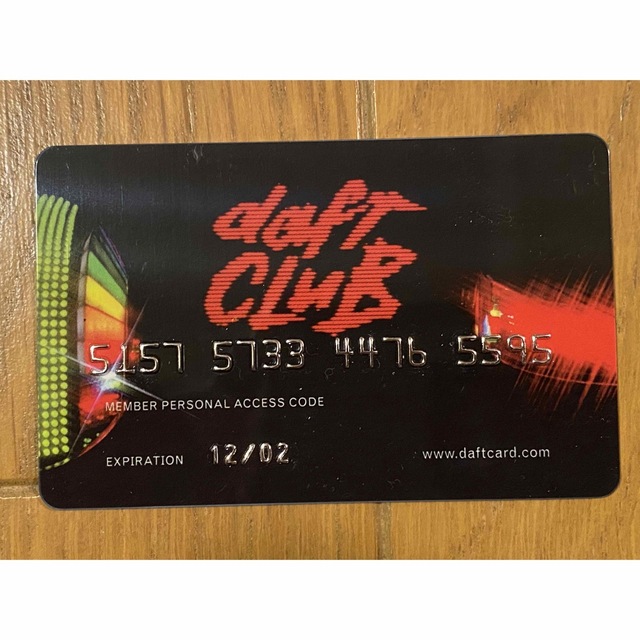 daft
CLuB
5157 5733 4476 5595
MEMBER PERSONAL ACCESS CODE
EXPIRATION 12/02 www.daftcard.com